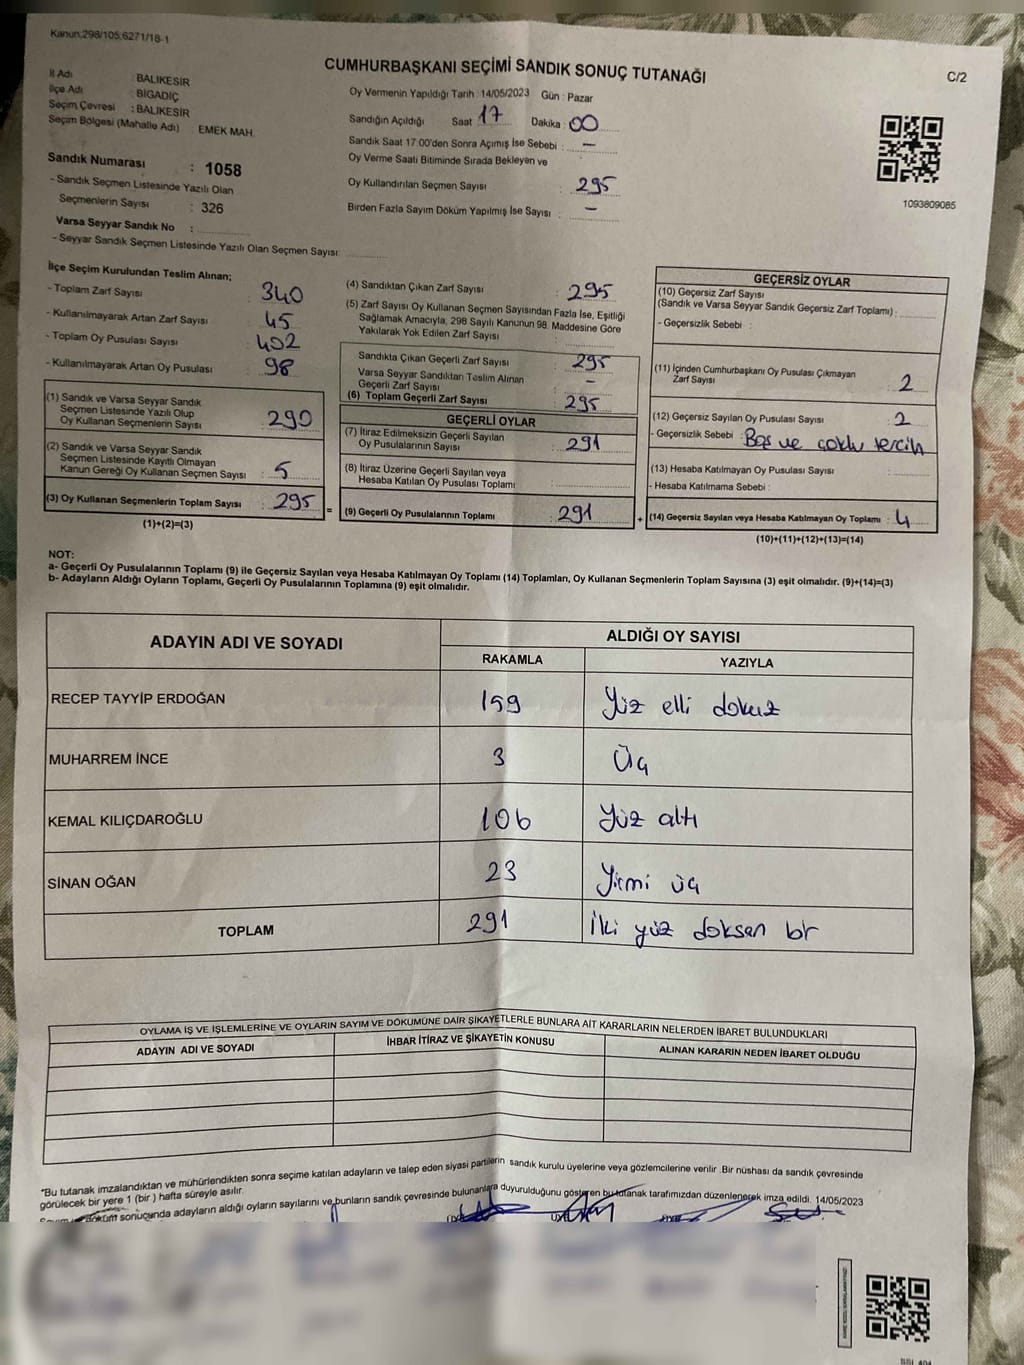 Kanun;298/105;6271/18-1
CUMHURBAŞKANI SEÇİMİ SANDIK SONUÇ TUTANAĞI
C/2
İl Adı : BALIKESİR
İlçe Adı : BİGADİÇ
Seçim Çevresi : BALIKESİR
Seçim Bölgesi (Mahalle Adı) : EMEK MAH.
Oy Vermenin Yapıldığı Tarih : 14/05/2023 Gün : Pazar
Sandığın Açıldığı Saat 17 Dakika : 00
Sandık Saat 17:00'den Sonra Açımış İse Sebebi : —
Oy Verme Saati Bitiminde Sırada Bekleyen ve
Oy Kullandırılan Seçmen Sayısı : 295
Birden Fazla Sayım Döküm Yapılmış İse Sayısı : —
1093809085
Sandık Numarası : 1058
- Sandık Seçmen Listesinde Yazılı Olan
Seçmenlerin Sayısı : 326
Varsa Seyyar Sandık No :
- Seyyar Sandık Seçmen Listesinde Yazılı Olan Seçmen Sayısı:
İlçe Seçim Kurulundan Teslim Alınan;
- Toplam Zarf Sayısı : 340
- Kullanılmayarak Artan Zarf Sayısı : 45
- Toplam Oy Pusulası Sayısı : 402
- Kullanılmayarak Artan Oy Pusulası : 98
(1) Sandık ve Varsa Seyyar Sandık
Seçmen Listesinde Yazılı Olup
Oy Kullanan Seçmenlerin Sayısı : 290
(2) Sandık ve Varsa Seyyar Sandık
Seçmen Listesinde Kayıtlı Olmayan
Kanun Gereği Oy Kullanan Seçmen Sayısı : 5
(3) Oy Kullanan Seçmenlerin Toplam Sayısı : 295 =
(1)+(2)=(3)
(4) Sandıktan Çıkan Zarf Sayısı : 295
(5) Zarf Sayısı Oy Kullanan Seçmen Sayısından Fazla İse, Eşitliği
Sağlamak Amacıyla, 298 Sayılı Kanunun 98. Maddesine Göre
Yakılarak Yok Edilen Zarf Sayısı :
Sandıkta Çıkan Geçerli Zarf Sayısı : 295
Varsa Seyyar Sandıktan Teslim Alınan
Geçerli Zarf Sayısı : -
(6) Toplam Geçerli Zarf Sayısı : 295
GEÇERLİ OYLAR
(7) İtiraz Edilmeksizin Geçerli Sayılan
Oy Pusulalarının Sayısı : 291
(8) İtiraz Üzerine Geçerli Sayılan veya
Hesaba Katılan Oy Pusulası Toplamı :
(9) Geçerli Oy Pusulalarının Toplamı : 291 +
GEÇERSİZ OYLAR
(10) Geçersiz Zarf Sayısı
(Sandık ve Varsa Seyyar Sandık Geçersiz Zarf Toplamı) :
- Geçersizlik Sebebi :
(11) İçinden Cumhurbaşkanı Oy Pusulası Çıkmayan
Zarf Sayısı : 2
(12) Geçersiz Sayılan Oy Pusulası Sayısı : 2
- Geçersizlik Sebebi : Boş ve çoklu tercih
(13) Hesaba Katılmayan Oy Pusulası Sayısı :
- Hesaba Katılmama Sebebi :
(14) Geçersiz Sayılan veya Hesaba Katılmayan Oy Toplamı : 4
(10)+(11)+(12)+(13)=(14)
NOT:
a- Geçerli Oy Pusulalarının Toplamı (9) ile Geçersiz Sayılan veya Hesaba Katılmayan Oy Toplamı (14) Toplamları, Oy Kullanan Seçmenlerin Toplam Sayısına (3) eşit olmalıdır. (9)+(14)=(3)
b- Adayların Aldığı Oyların Toplamı, Geçerli Oy Pusulalarının Toplamına (9) eşit olmalıdır.
ADAYIN ADI VE SOYADI
ALDIĞI OY SAYISI
RAKAMLA YAZIYLA
RECEP TAYYİP ERDOĞAN 159 Yüz elli dokuz
MUHARREM İNCE 3 Üç
KEMAL KILIÇDAROĞLU 106 Yüz altı
SİNAN OĞAN 23 Yirmi üç
TOPLAM 291 İki yüz doksan bir
OYLAMA İŞ VE İŞLEMLERİNE VE OYLARIN SAYIM VE DÖKÜMÜNE DAİR ŞİKAYETLERLE BUNLARA AİT KARARLARIN NELERDEN İBARET BULUNDUKLARI
ADAYIN ADI VE SOYADI İHBAR İTİRAZ VE ŞİKAYETİN KONUSU ALINAN KARARIN NEDEN İBARET OLDUĞU
*Bu tutanak imzalandıktan ve mühürlendikten sonra seçime katılan adayların ve talep eden siyasi partilerin sandık kurulu üyelerine veya gözlemcilerine verilir .Bir nüshası da sandık çevresinde
görülecek bir yere 1 (bir ) hafta süreyle asılır.
döküm sonucunda adayların aldığı oyların sayılarını ve bunların sandık çevresinde bulunanlara duyurulduğunu gösteren bu tutanak tarafımızdan düzenlenerek imza edildi. 14/05/2023